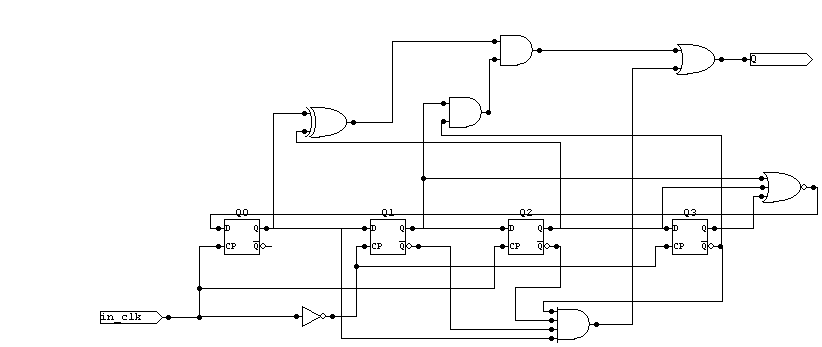 Q
Q0 Q1 Q2 Q3
D Q D Q D Q D Q
CP Q CP Q CP Q CP Q
in_clk